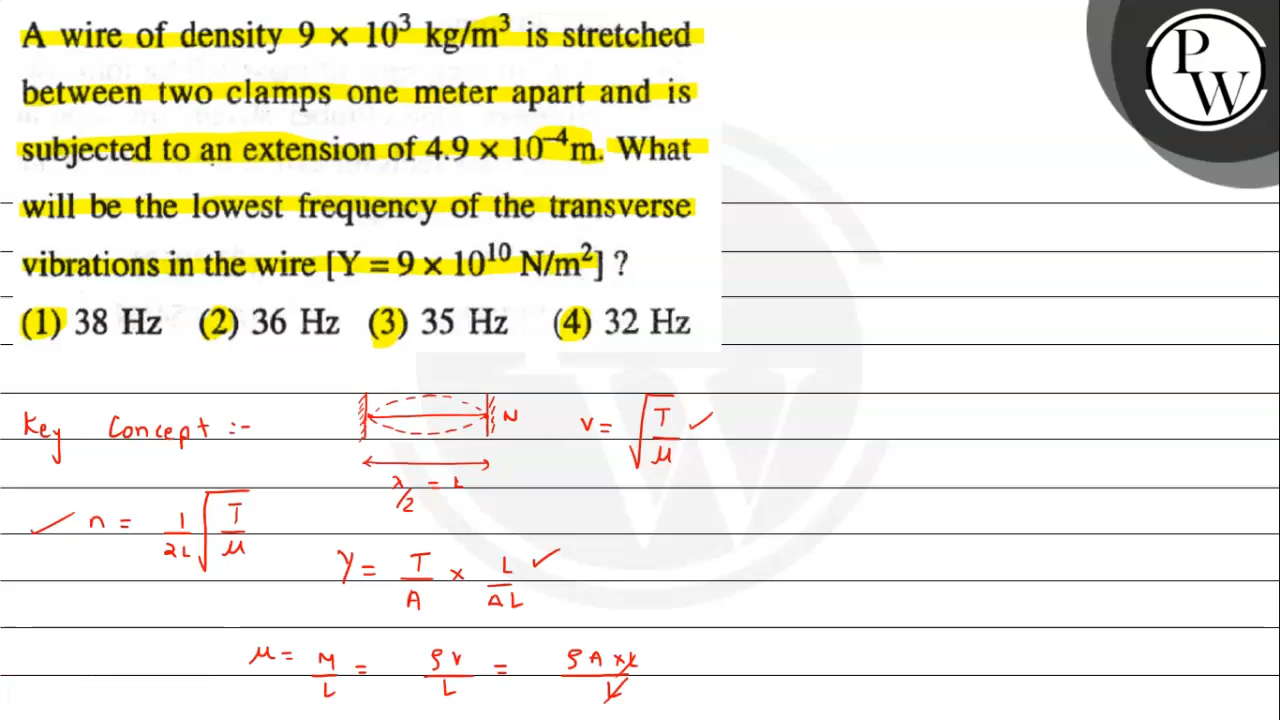 A wire of density 9 × 10³ kg/m³ is stretched
between two clamps one meter apart and is
subjected to an extension of 4.9 × 10⁻⁴m. What
will be the lowest frequency of the transverse
vibrations in the wire [Y = 9 × 10¹⁰ N/m²] ?
(1) 38 Hz (2) 36 Hz (3) 35 Hz (4) 32 Hz
PW
W
Key Concept :-
N
v = √(T/μ) ✓
λ/2 = L
✓ n = 1/2L √(T/μ)
Y = T/A × L/ΔL ✓
μ = M/L = ρV/L = ρA×L/L